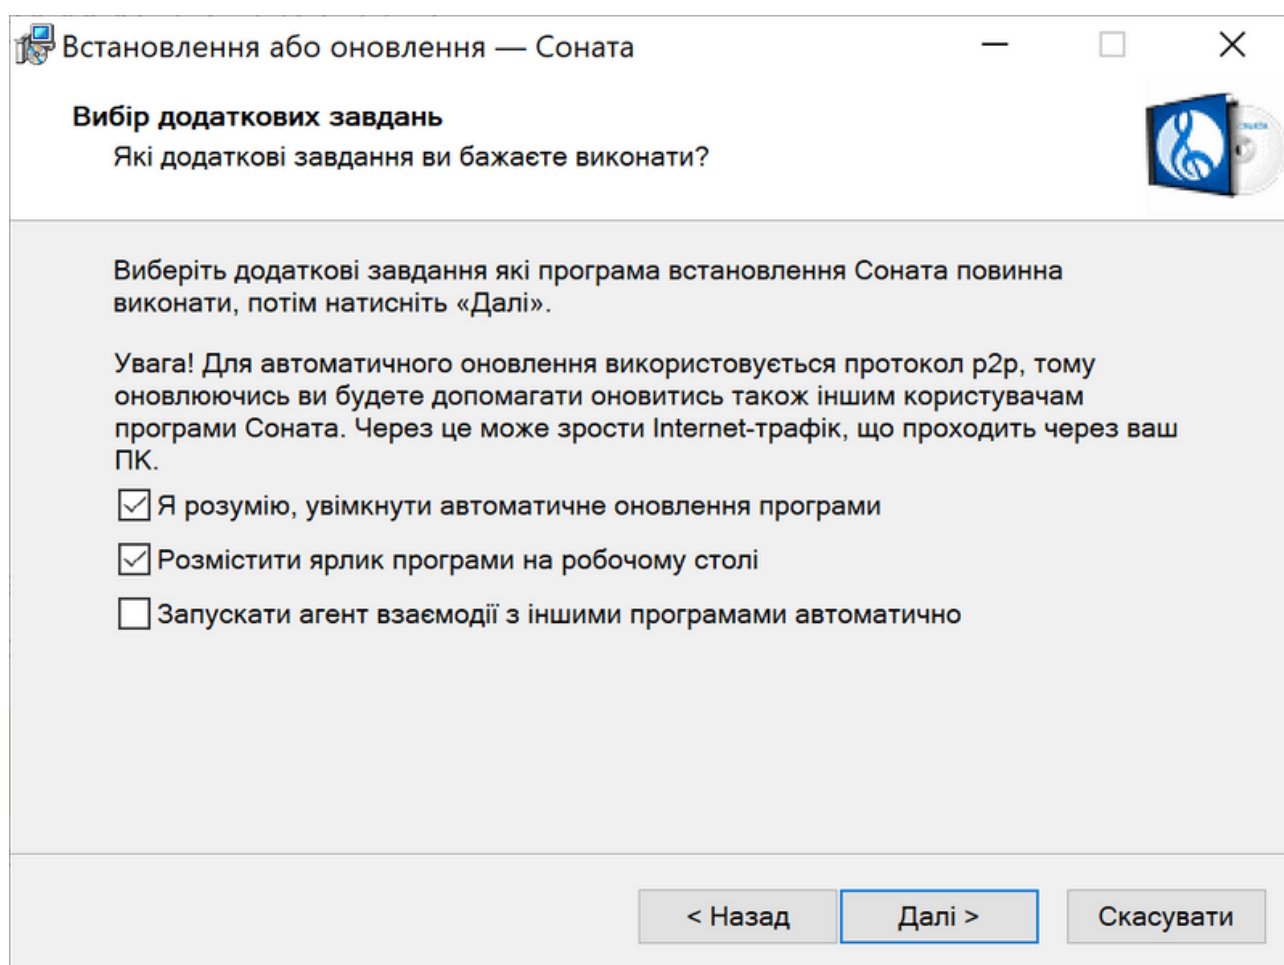 Встановлення або оновлення — Соната
Вибір додаткових завдань
Які додаткові завдання ви бажаєте виконати?
Виберіть додаткові завдання які програма встановлення Соната повинна
виконати, потім натисніть «Далі».
Увага! Для автоматичного оновлення використовується протокол p2p, тому
оновлюючись ви будете допомагати оновитись також іншим користувачам
програми Соната. Через це може зрости Internet-трафік, що проходить через ваш
ПК.
Я розумію, увімкнути автоматичне оновлення програми
Розмістити ярлик програми на робочому столі
Запускати агент взаємодії з іншими програмами автоматично
< Назад
Далі >
Скасувати